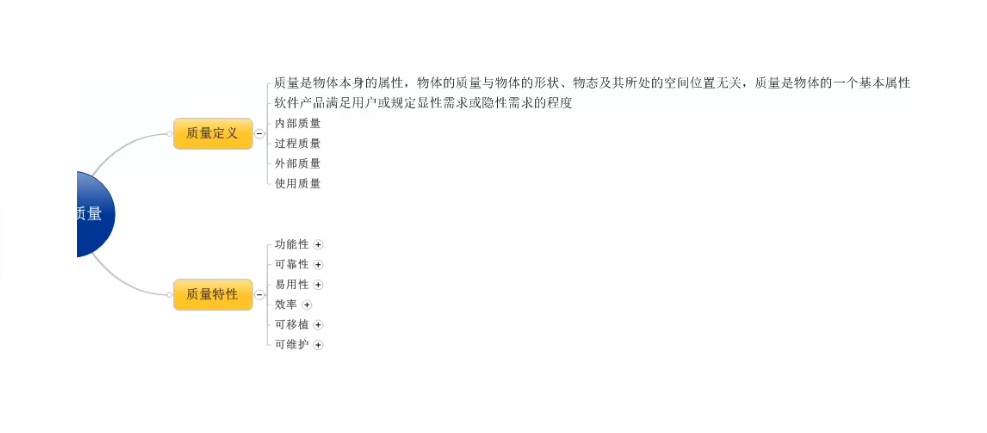 质量是物体本身的属性，物体的质量与物体的形状、物态及其所处的空间位置无关，质量是物体的一个基本属性
软件产品满足用户或规定显性需求或隐性需求的程度
内部质量
质量定义
过程质量
外部质量
使用质量
质量
功能性
可靠性
易用性
质量特性
效率
可移植
可维护